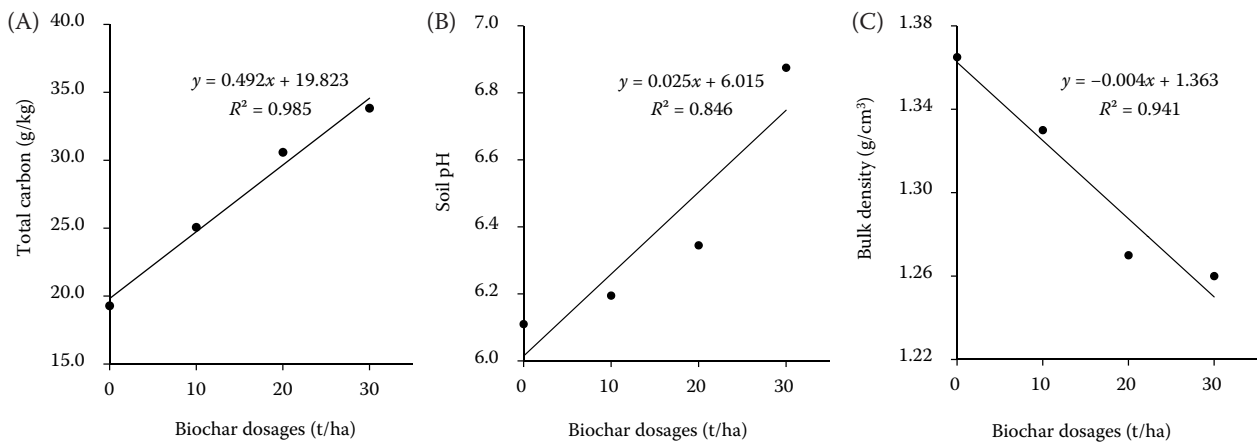 (A)
40.0
35.0
30.0
25.0
20.0
15.0
Total carbon (g/kg)
y = 0.492x + 19.823
R² = 0.985
0 10 20 30
Biochar dosages (t/ha)
(B)
7.0
6.8
6.6
6.4
6.2
6.0
Soil pH
y = 0.025x + 6.015
R² = 0.846
0 10 20 30
Biochar dosages (t/ha)
(C)
1.38
1.34
1.30
1.26
1.22
Bulk density (g/cm³)
y = −0.004x + 1.363
R² = 0.941
0 10 20 30
Biochar dosages (t/ha)